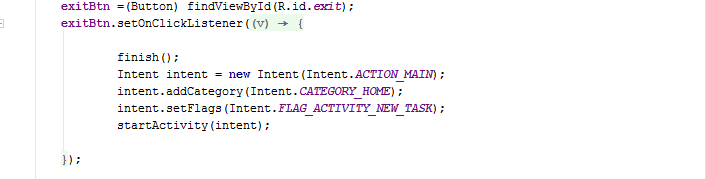 exitBtn =(Button) findViewById(R.id.exit);
exitBtn.setOnClickListener((v) → {
finish();
Intent intent = new Intent(Intent.ACTION_MAIN);
intent.addCategory(Intent.CATEGORY_HOME);
intent.setFlags(Intent.FLAG_ACTIVITY_NEW_TASK);
startActivity(intent);
});